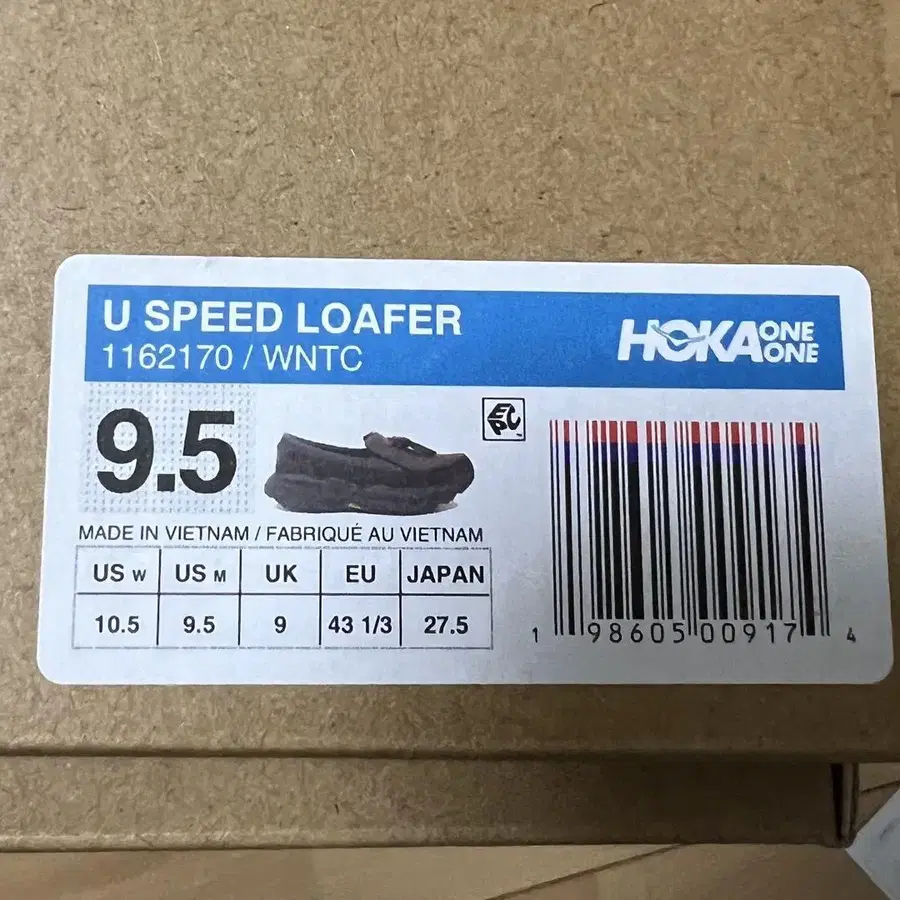 U SPEED LOAFER
1162170 / WNTC
HOKA ONE ONE
9.5
EPC
MADE IN VIETNAM / FABRIQUÉ AU VIETNAM
US W US M UK EU JAPAN
10.5 9.5 9 43 1/3 27.5
1 98605 00917 4